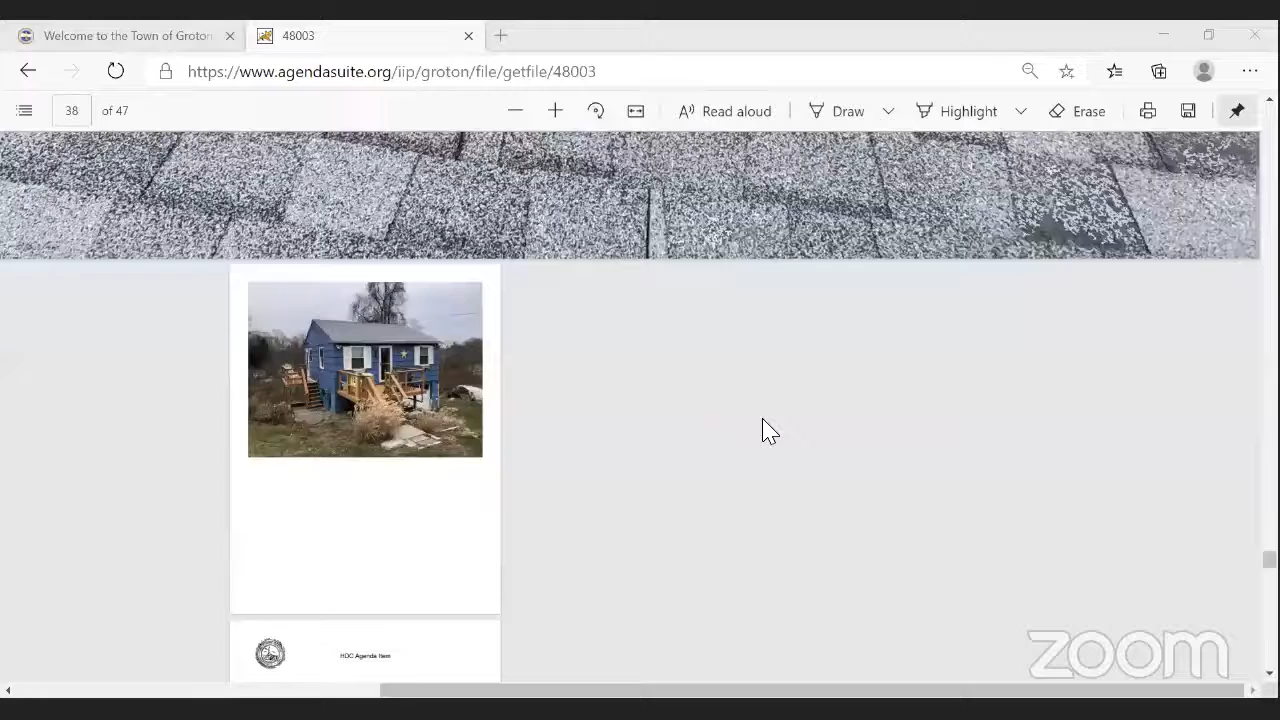 Welcome to the Town of Groton
48003
https://www.agendasuite.org/iip/groton/file/getfile/48003
38 of 47
Read aloud
Draw
Highlight
Erase
HDC Agenda Item
zoom